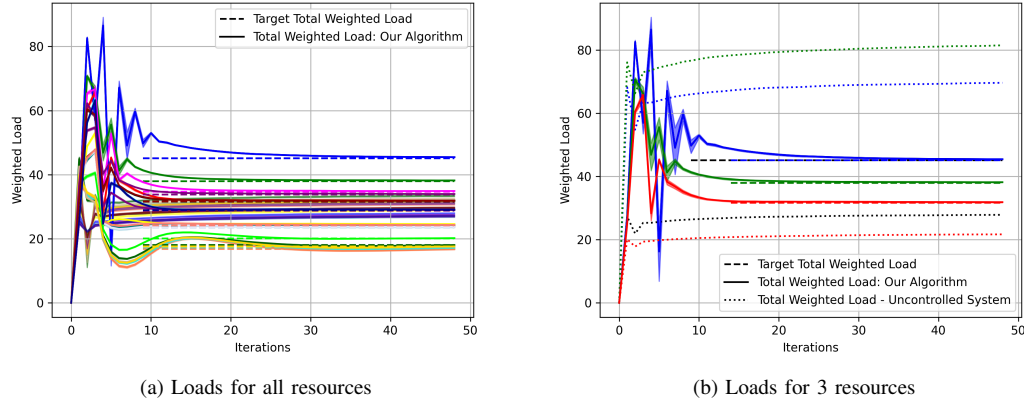 80
60
40
20
0
Weighted Load
Target Total Weighted Load
Total Weighted Load: Our Algorithm
0 10 20 30 40 50
Iterations
(a) Loads for all resources
80
60
40
20
0
Weighted Load
Target Total Weighted Load
Total Weighted Load: Our Algorithm
Total Weighted Load - Uncontrolled System
0 10 20 30 40 50
Iterations
(b) Loads for 3 resources